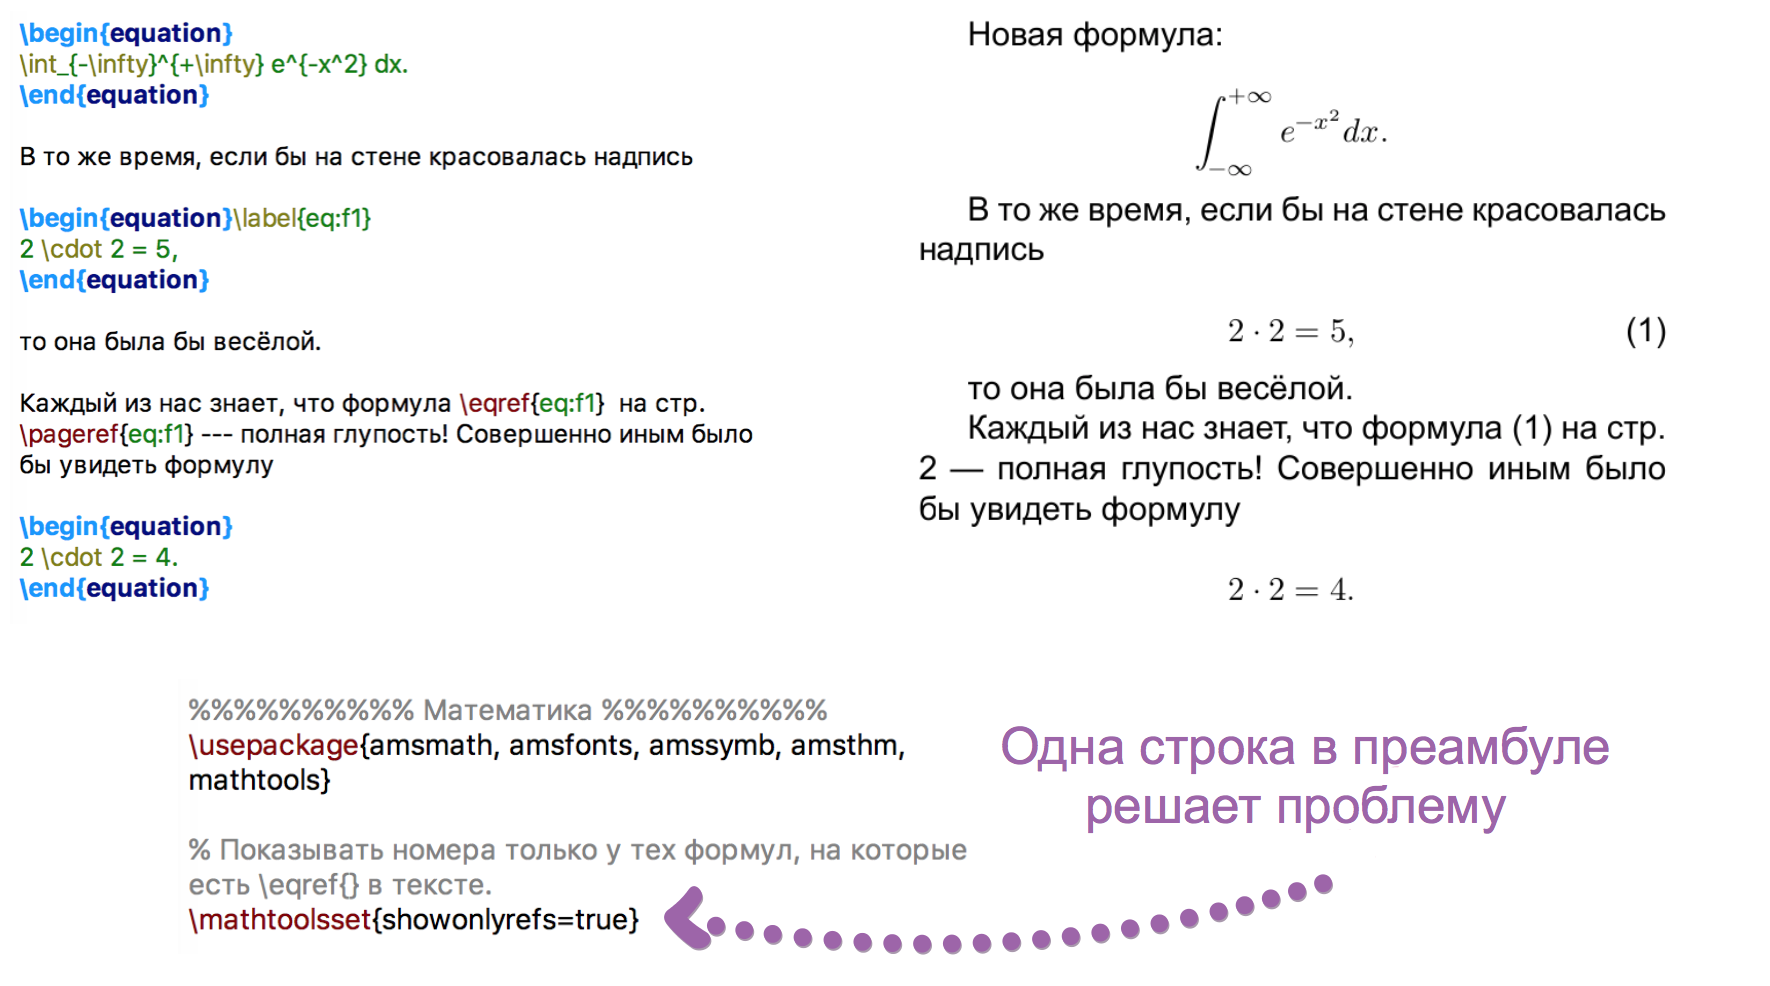 \begin{equation}
\int_{-\infty}^{+\infty} e^{-x^2} dx.
\end{equation}
В то же время, если бы на стене красовалась надпись
\begin{equation}\label{eq:f1}
2 \cdot 2 = 5,
\end{equation}
то она была бы весёлой.
Каждый из нас знает, что формула \eqref{eq:f1}  на стр.
\pageref{eq:f1} --- полная глупость! Совершенно иным было
бы увидеть формулу
\begin{equation}
2 \cdot 2 = 4.
\end{equation}
Новая формула:
∫_{−∞}^{+∞} e^{−x^2} dx.
В то же время, если бы на стене красовалась
надпись
2 · 2 = 5, (1)
то она была бы весёлой.
Каждый из нас знает, что формула (1) на стр.
2 — полная глупость! Совершенно иным было
бы увидеть формулу
2 · 2 = 4.
%%%%%%%%%% Математика %%%%%%%%%%
\usepackage{amsmath, amsfonts, amssymb, amsthm,
mathtools}
% Показывать номера только у тех формул, на которые
есть \eqref{} в тексте.
\mathtoolsset{showonlyrefs=true}
Одна строка в преамбуле
решает проблему